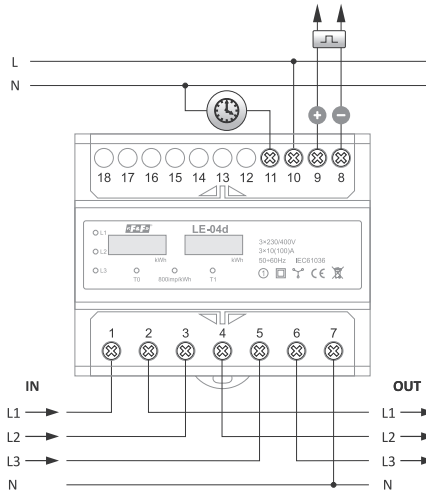 L
N
+ −
18 17 16 15 14 13 12 11 10 9 8
L1 F&F LE-04d
L2
L3
kWh kWh
T0 800imp/kWh T1
3×230/400V
3×10(100)A
50÷60Hz IEC61036
1 CE
1 2 3 4 5 6 7
IN OUT
L1 L1
L2 L2
L3 L3
N N